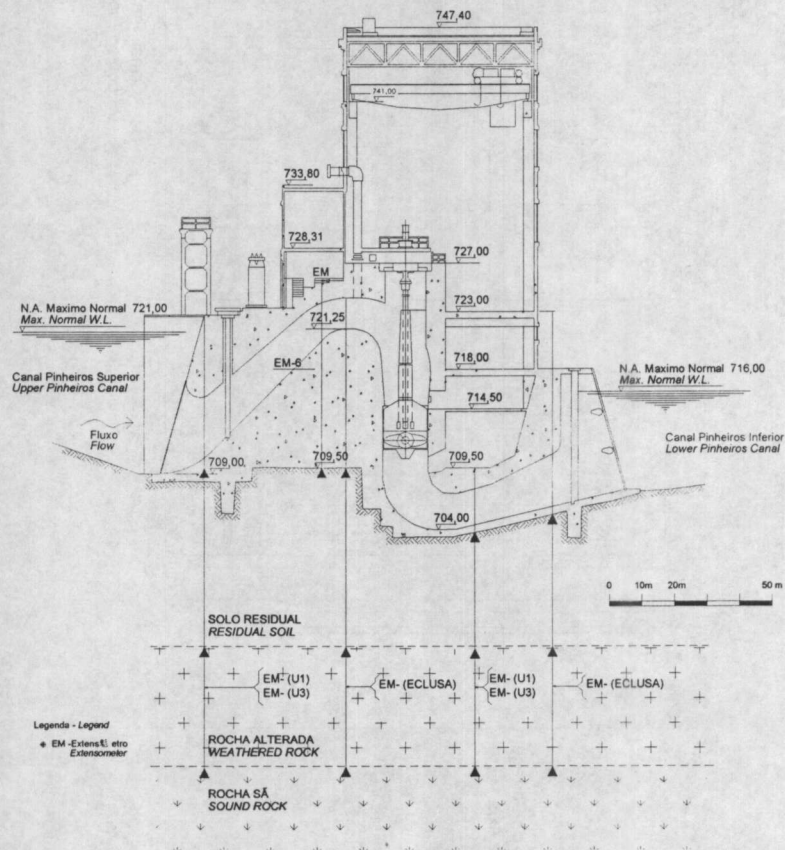 747,40
741,00
733,80
728,31
EM
727,00
N.A. Maximo Normal 721,00
Max. Normal W.L.
723,00
721,25
EM-6
718,00
N.A. Maximo Normal 716,00
Max. Normal W.L.
Canal Pinheiros Superior
Upper Pinheiros Canal
714,50
Fluxo
Flow
Canal Pinheiros Inferior
Lower Pinheiros Canal
709,00
709,50
709,50
704,00
0 10m 20m 50 m
SOLO RESIDUAL
RESIDUAL SOIL
EM- (U1)
EM- (U3)
EM- (ECLUSA)
EM- (U1)
EM- (U3)
EM- (ECLUSA)
Legenda - Legend
EM -Extens etro
Extensometer
ROCHA ALTERADA
WEATHERED ROCK
ROCHA SÃ
SOUND ROCK